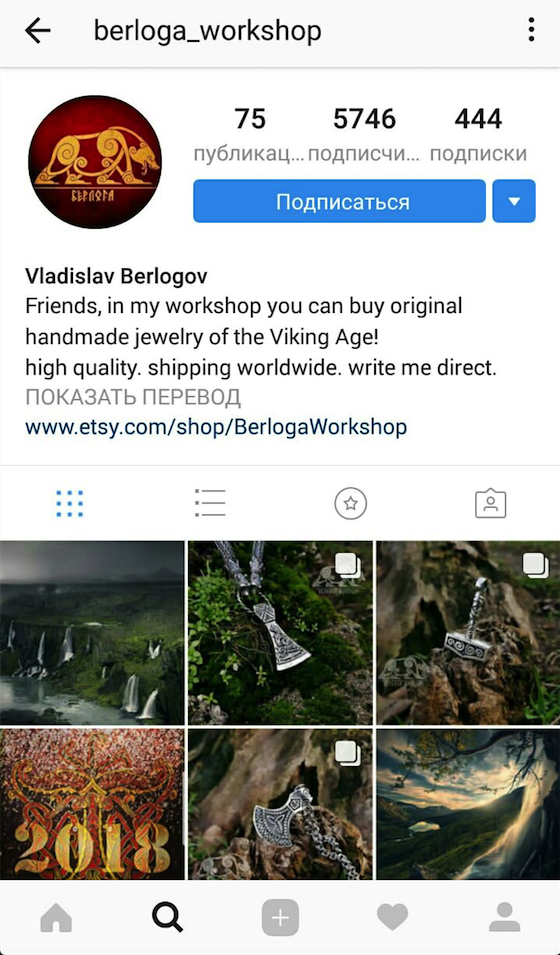 berloga_workshop
75 5746 444
публикац... подписчи... подписки
Подписаться
БЕРЛОГА
Vladislav Berlogov
Friends, in my workshop you can buy original
handmade jewelry of the Viking Age!
high quality. shipping worldwide. write me direct.
ПОКАЗАТЬ ПЕРЕВОД
www.etsy.com/shop/BerlogaWorkshop
2018